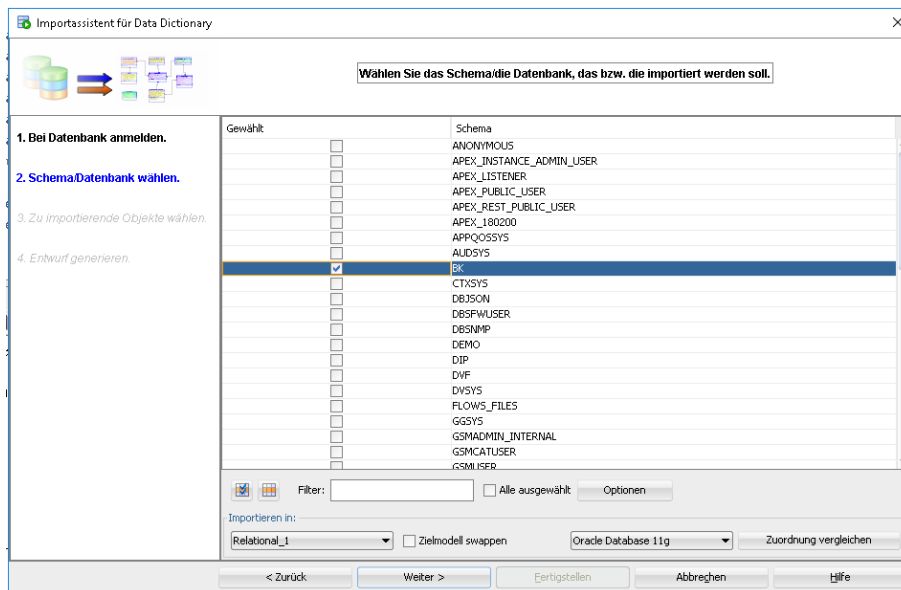 Importassistent für Data Dictionary
Wählen Sie das Schema/die Datenbank, das bzw. die importiert werden soll.
1. Bei Datenbank anmelden.
2. Schema/Datenbank wählen.
3. Zu importierende Objekte wählen.
4. Entwurf generieren.
Gewählt Schema
ANONYMOUS
APEX_INSTANCE_ADMIN_USER
APEX_LISTENER
APEX_PUBLIC_USER
APEX_REST_PUBLIC_USER
APEX_180200
APPQOSSYS
AUDSYS
BK
CTXSYS
DBJSON
DBSFWUSER
DBSNMP
DEMO
DIP
DVF
DVSYS
FLOWS_FILES
GGSYS
GSMADMIN_INTERNAL
GSMCATUSER
GSMUSER
Filter: Alle ausgewählt Optionen
Importieren in:
Relational_1 Zielmodell swappen Oracle Database 11g Zuordnung vergleichen
< Zurück Weiter > Fertigstellen Abbrechen Hilfe